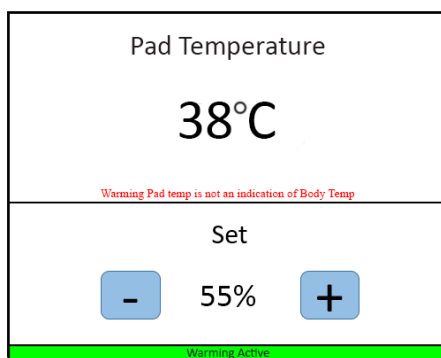 Pad Temperature
38°C
Warming Pad temp is not an indication of Body Temp
Set
- 55% +
Warming Active